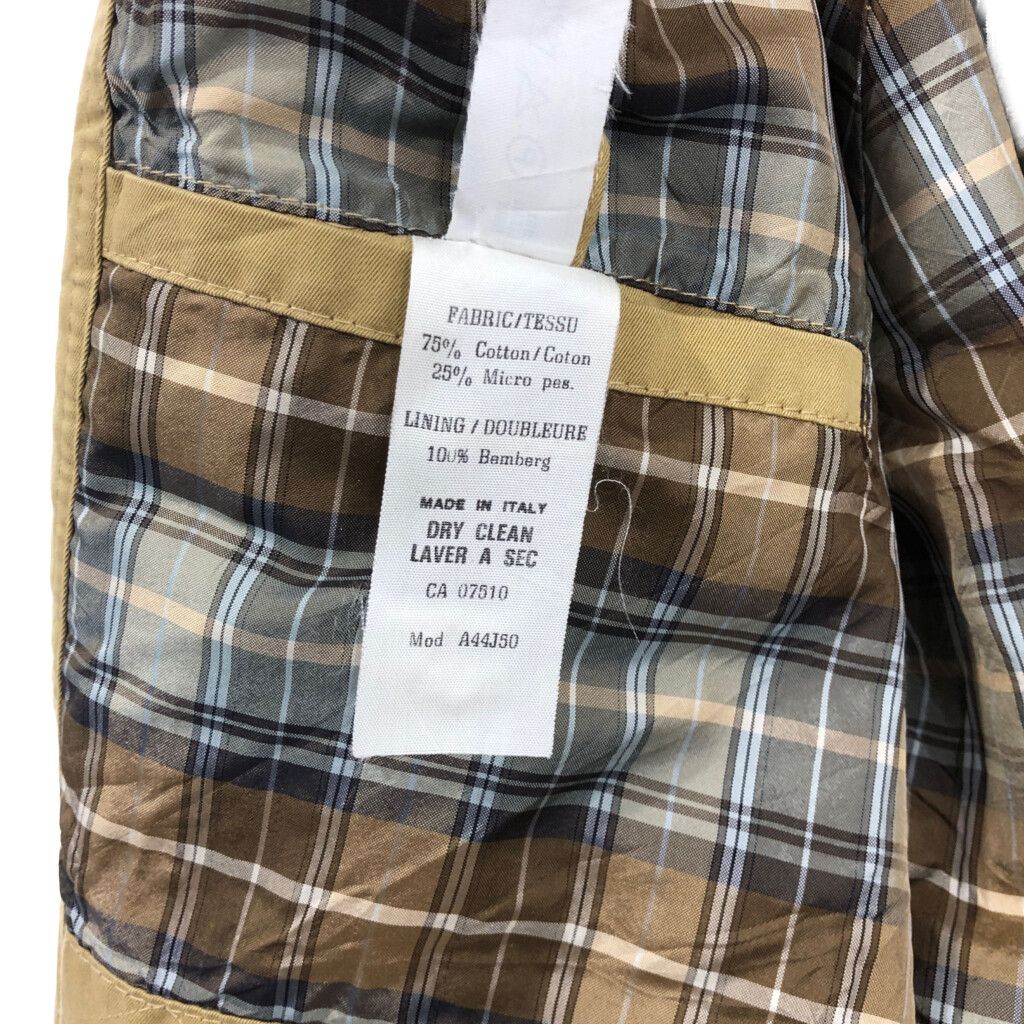 FABRIC/TESSU
75% Cotton/Coton
25% Micro pes.
LINING / DOUBLEURE
100% Bemberg
MADE IN ITALY
DRY CLEAN
LAVER A SEC
CA 07510
Mod A44J50